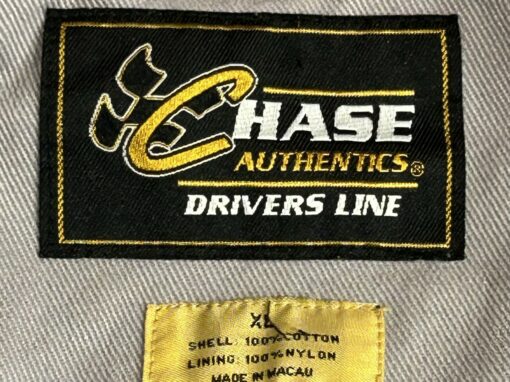 CHASE
AUTHENTICS®
DRIVERS LINE
XL
SHELL: 100% COTTON
LINING: 100% NYLON
MADE IN MACAU